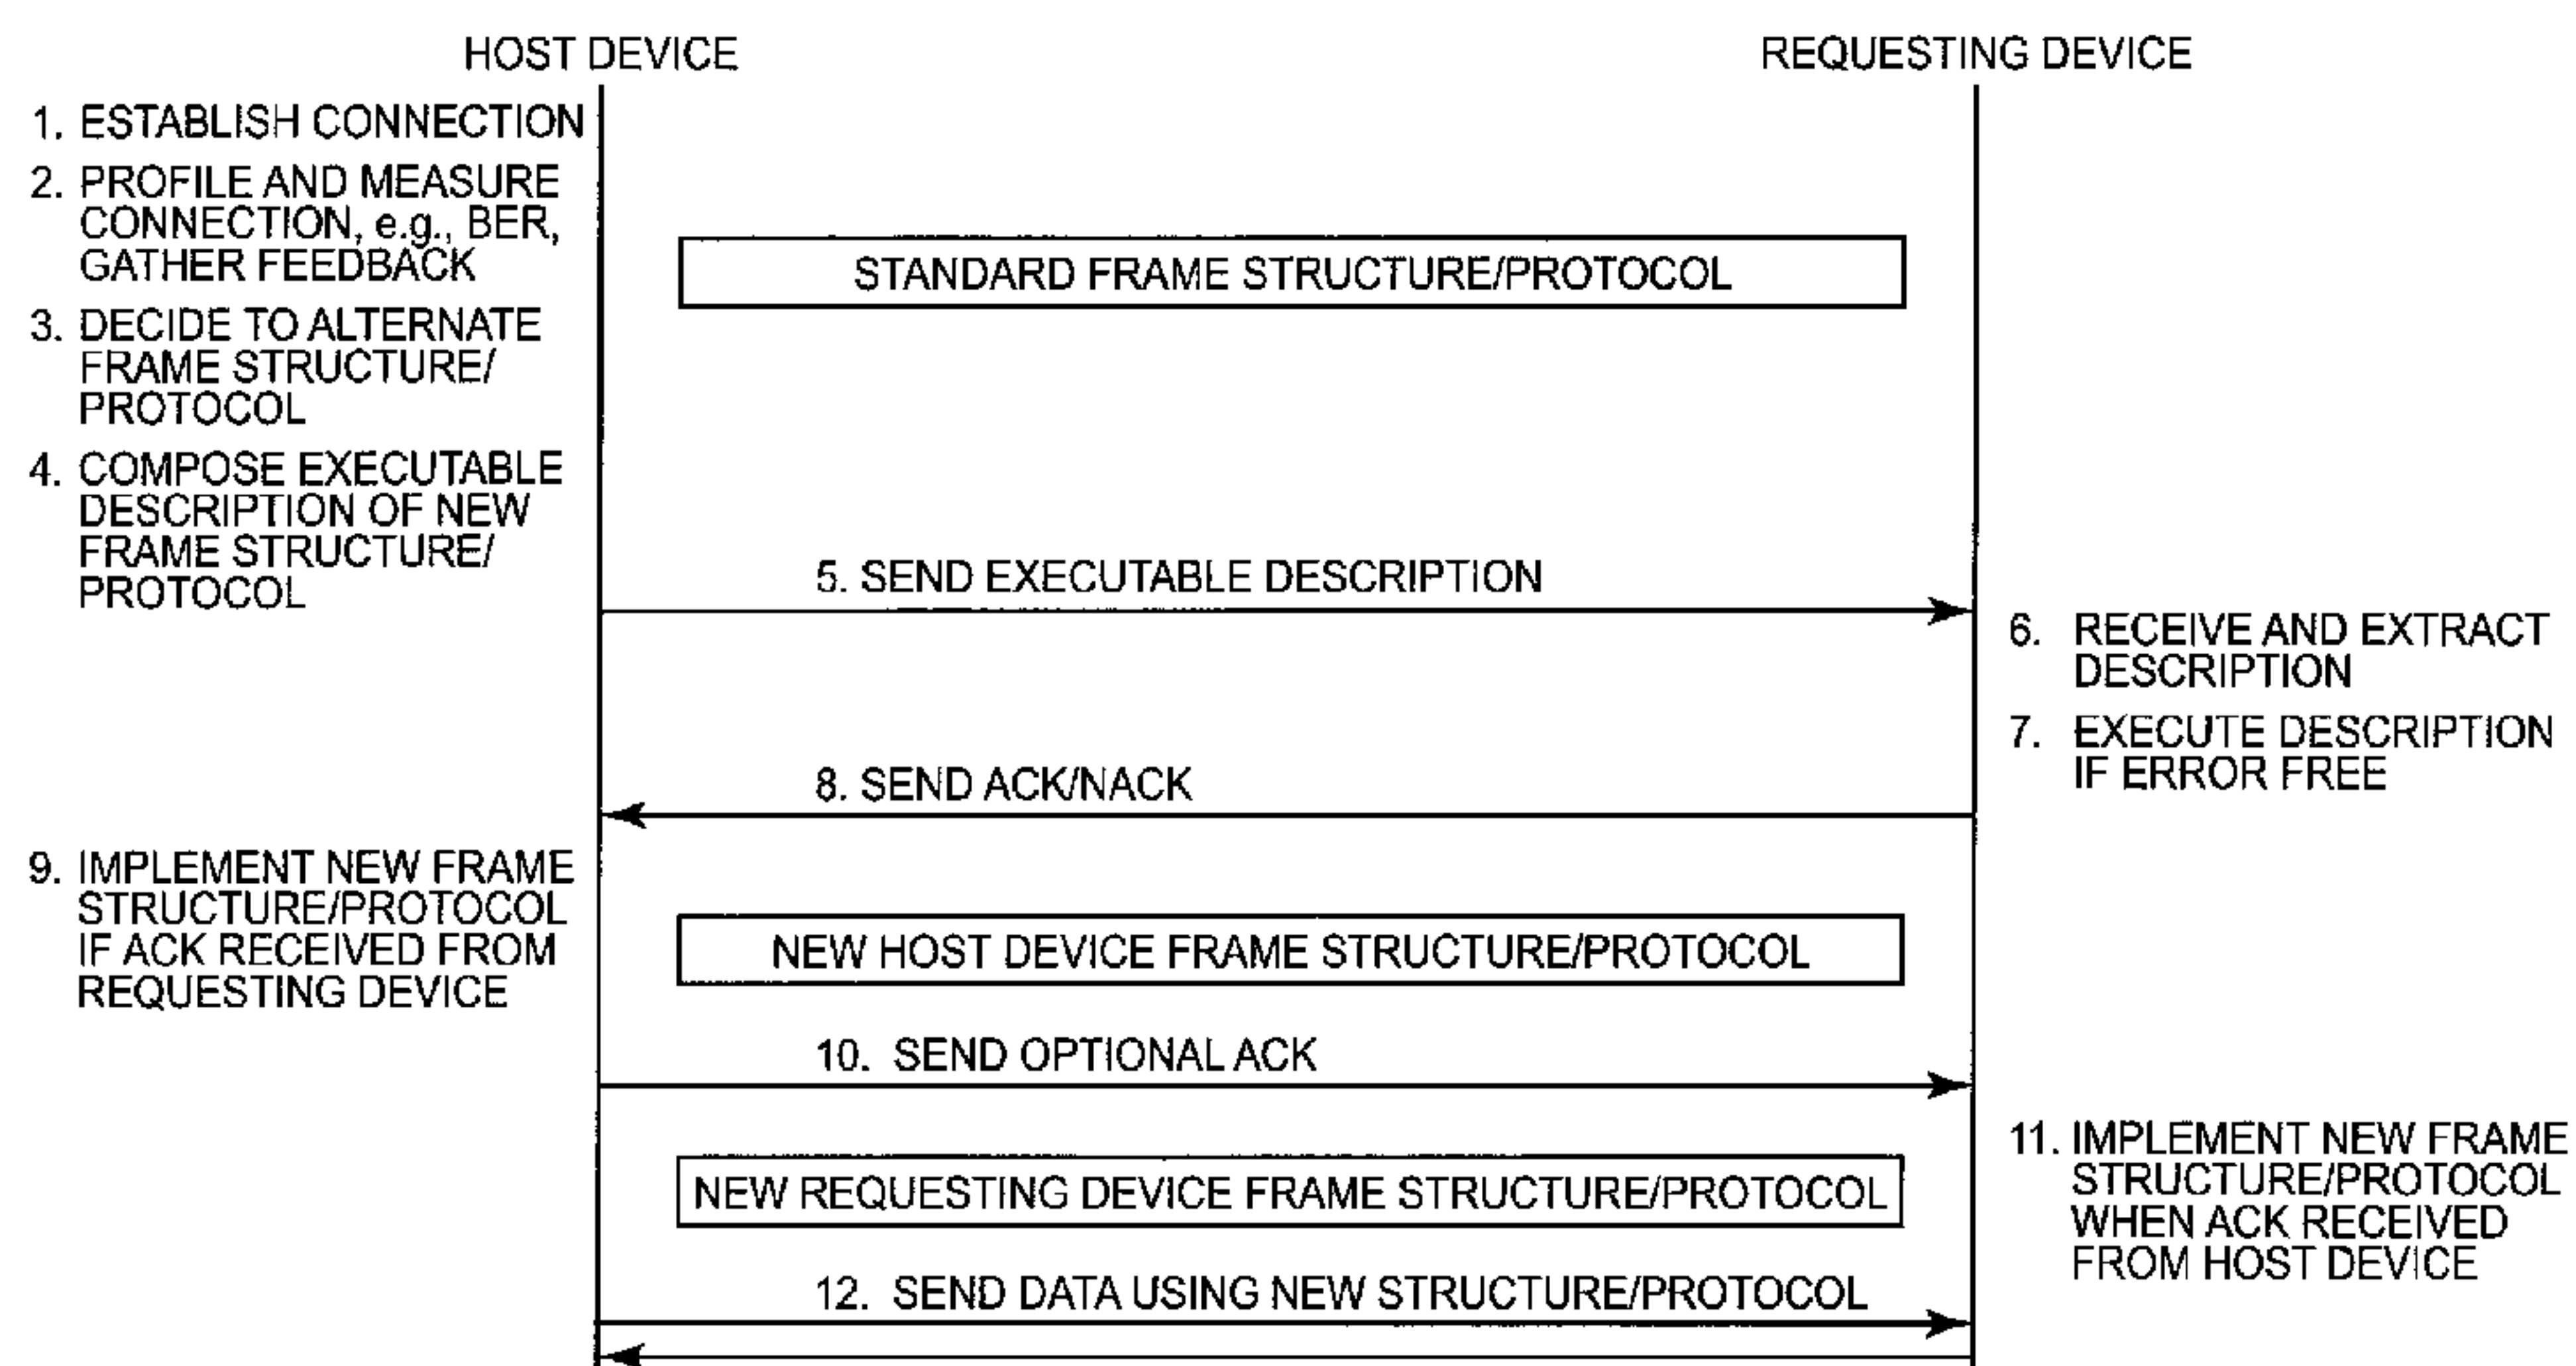 HOST DEVICE
REQUESTING DEVICE
1. ESTABLISH CONNECTION
2. PROFILE AND MEASURE
CONNECTION, e.g., BER,
GATHER FEEDBACK
STANDARD FRAME STRUCTURE/PROTOCOL
3. DECIDE TO ALTERNATE
FRAME STRUCTURE/
PROTOCOL
4. COMPOSE EXECUTABLE
DESCRIPTION OF NEW
FRAME STRUCTURE/
PROTOCOL
5. SEND EXECUTABLE DESCRIPTION
6. RECEIVE AND EXTRACT
DESCRIPTION
7. EXECUTE DESCRIPTION
IF ERROR FREE
8. SEND ACK/NACK
9. IMPLEMENT NEW FRAME
STRUCTURE/PROTOCOL
IF ACK RECEIVED FROM
REQUESTING DEVICE
NEW HOST DEVICE FRAME STRUCTURE/PROTOCOL
10. SEND OPTIONAL ACK
11. IMPLEMENT NEW FRAME
STRUCTURE/PROTOCOL
WHEN ACK RECEIVED
FROM HOST DEVICE
NEW REQUESTING DEVICE FRAME STRUCTURE/PROTOCOL
12. SEND DATA USING NEW STRUCTURE/PROTOCOL